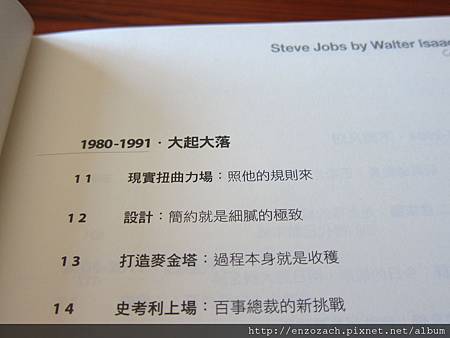 Steve Jobs by Walter
1980-1991 · 大起大落
11 現實扭曲力場：照他的規則來
12 設計：簡約就是細膩的極致
13 打造麥金塔：過程本身就是收穫
14 史考利上場：百事總裁的新挑戰
http://enzozach.pixnet.net/album